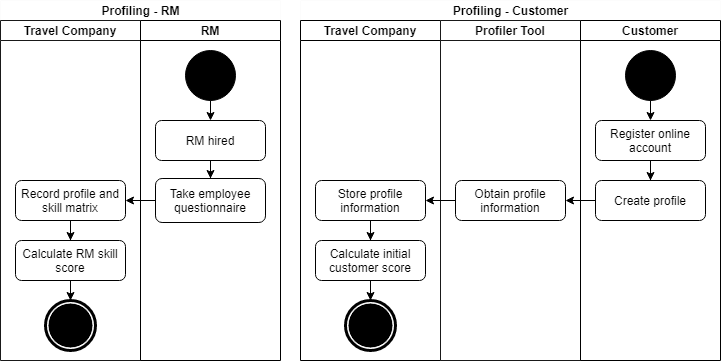 Profiling - RM
Travel Company
RM
RM hired
Take employee
questionnaire
Record profile and
skill matrix
Calculate RM skill
score
Profiling - Customer
Travel Company
Profiler Tool
Customer
Register online
account
Create profile
Obtain profile
information
Store profile
information
Calculate initial
customer score